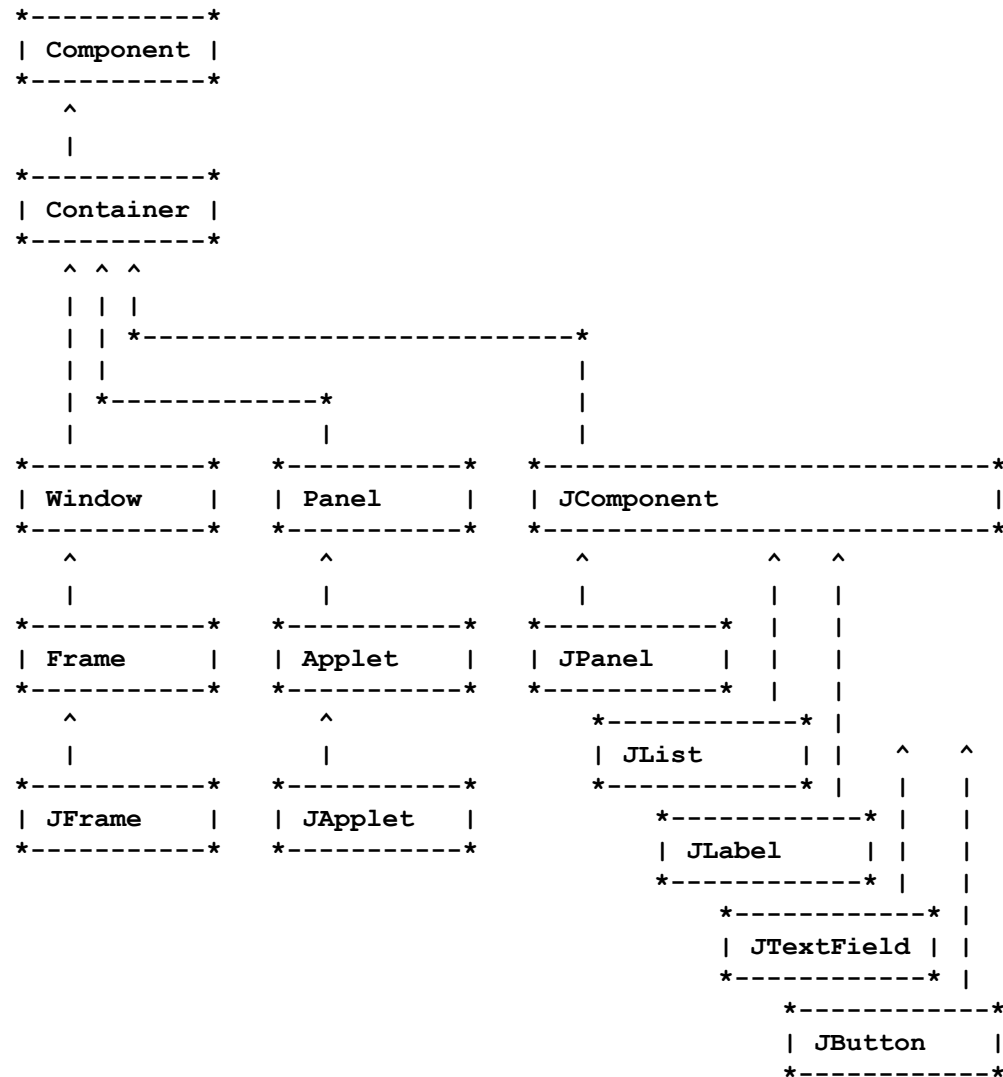 *-----------*
| Component |
*-----------*
   ^
   |
*-----------*
| Container |
*-----------*
   ^ ^ ^
   | | |
   | | *---------------------------*
   | |                             |
   | *-------------*               |
   |               |               |
*-----------*   *-----------*   *----------------------------*
| Window    |   | Panel     |   | JComponent                 |
*-----------*   *-----------*   *----------------------------*
   ^               ^               ^           ^   ^
   |               |               |           |   |
*-----------*   *-----------*   *-----------*  |   |
| Frame     |   | Applet    |   | JPanel    |  |   |
*-----------*   *-----------*   *-----------*  |   |
   ^               ^                *------------* |
   |               |                | JList      | |   ^   ^
*-----------*   *-----------*       *------------* |   |   |
| JFrame    |   | JApplet   |           *------------* |   |
*-----------*   *-----------*           | JLabel     | |   |
                                        *------------* |   |
                                            *------------* |
                                            | JTextField | |
                                            *------------* |
                                                *------------*
                                                | JButton    |
                                                *------------*